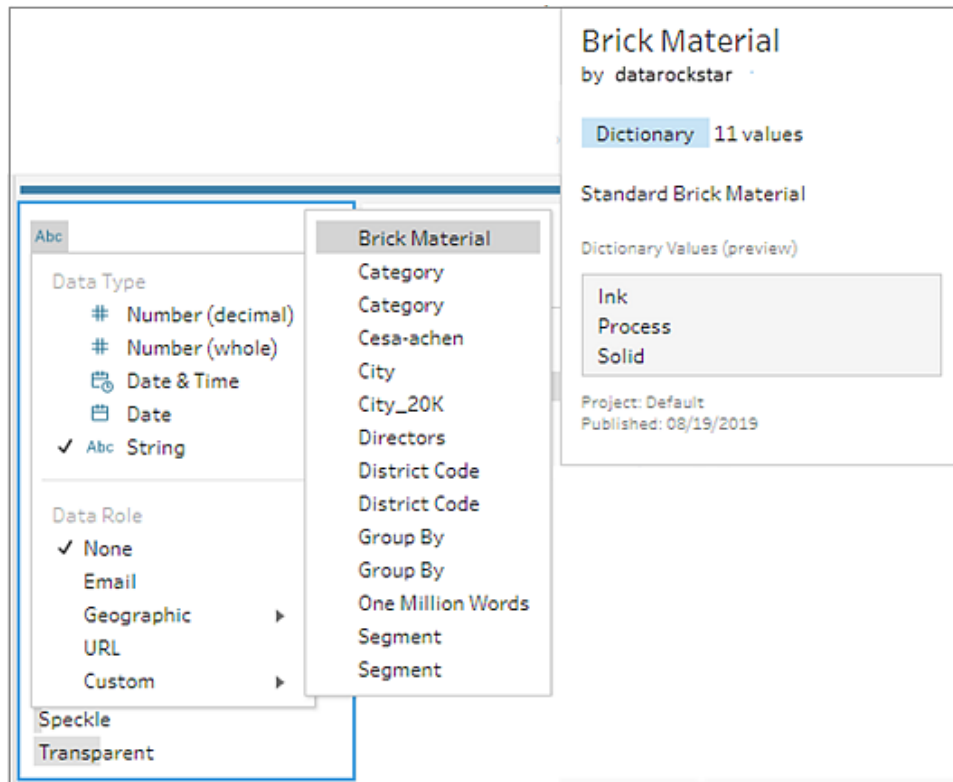 Abc
Data Type
Number (decimal)
Number (whole)
Date & Time
Date
Abc String
Data Role
None
Email
Geographic
URL
Custom
Speckle
Transparent
Brick Material
Category
Category
Cesa-achen
City
City_20K
Directors
District Code
District Code
Group By
Group By
One Million Words
Segment
Segment
Brick Material
by datarockstar
Dictionary 11 values
Standard Brick Material
Dictionary Values (preview)
Ink
Process
Solid
Project: Default
Published: 08/19/2019